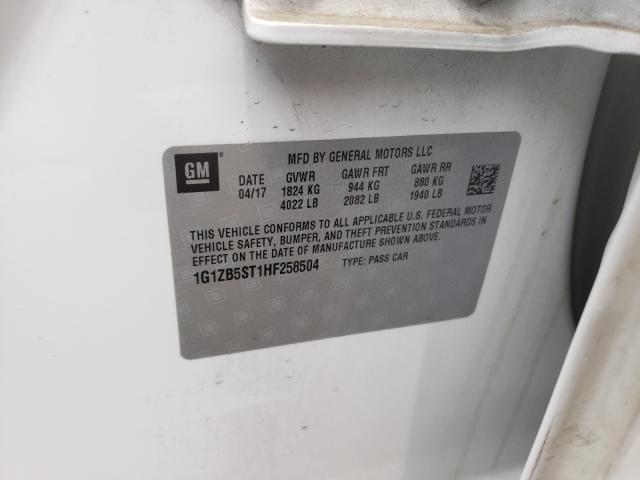 GM
MFD BY GENERAL MOTORS LLC
DATE GVWR GAWR FRT GAWR RR
04/17 1824 KG 944 KG 880 KG
4022 LB 2082 LB 1940 LB
THIS VEHICLE CONFORMS TO ALL APPLICABLE U.S. FEDERAL MOTOR
VEHICLE SAFETY, BUMPER, AND THEFT PREVENTION STANDARDS IN
EFFECT ON THE DATE OF MANUFACTURE SHOWN ABOVE.
1G1ZB5ST1HF258504 TYPE: PASS CAR